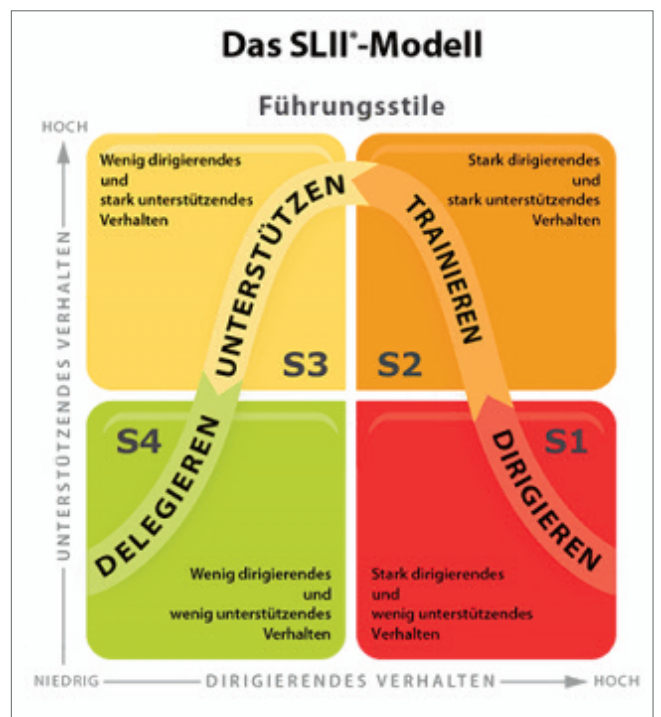 Das SLII®-Modell
Führungsstile
HOCH
UNTERSTÜTZENDES VERHALTEN
Wenig dirigierendes
und
stark unterstützendes
Verhalten
UNTERSTÜTZEN
S3
Stark dirigierendes
und
stark unterstützendes
Verhalten
TRAINIEREN
S2
S4
DELEGIEREN
Wenig dirigierendes
und
wenig unterstützendes
Verhalten
S1
DIRIGIEREN
Stark dirigierendes
und
wenig unterstützendes
Verhalten
NIEDRIG
DIRIGIERENDES VERHALTEN
HOCH